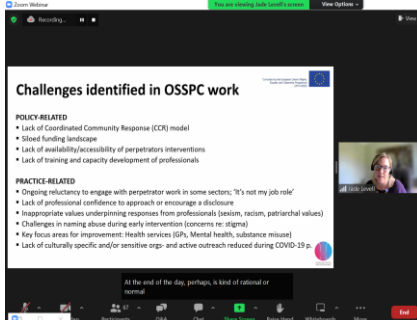 Zoom Webinar
You are viewing Jade Levell's screen
View Options
Recording...
View
Challenges identified in OSSPC work
POLICY-RELATED
▪ Lack of Coordinated Community Response (CCR) model
▪ Siloed funding landscape
▪ Lack of availability/accessibility of perpetrators interventions
▪ Lack of training and capacity development of professionals
PRACTICE-RELATED
▪ Ongoing reluctance to engage with perpetrator work in some sectors; 'It's not my job role'
▪ Lack of professional confidence to approach or encourage a disclosure
▪ Inappropriate values underpinning responses from professionals (sexism, racism, patriarchal values)
▪ Challenges in naming abuse during early intervention (concerns re: stigma)
▪ Key focus areas for improvement: Health services (GPs, Mental health, substance misuse)
▪ Lack of culturally specific and/or sensitive orgs- and active outreach reduced during COVID-19 p.
Jade Levell
At the end of the day, perhaps, is kind of rational or
normal
67
Participants
Q&A
Chat
Share Screen
Raise Hand
Whiteboards
More
End